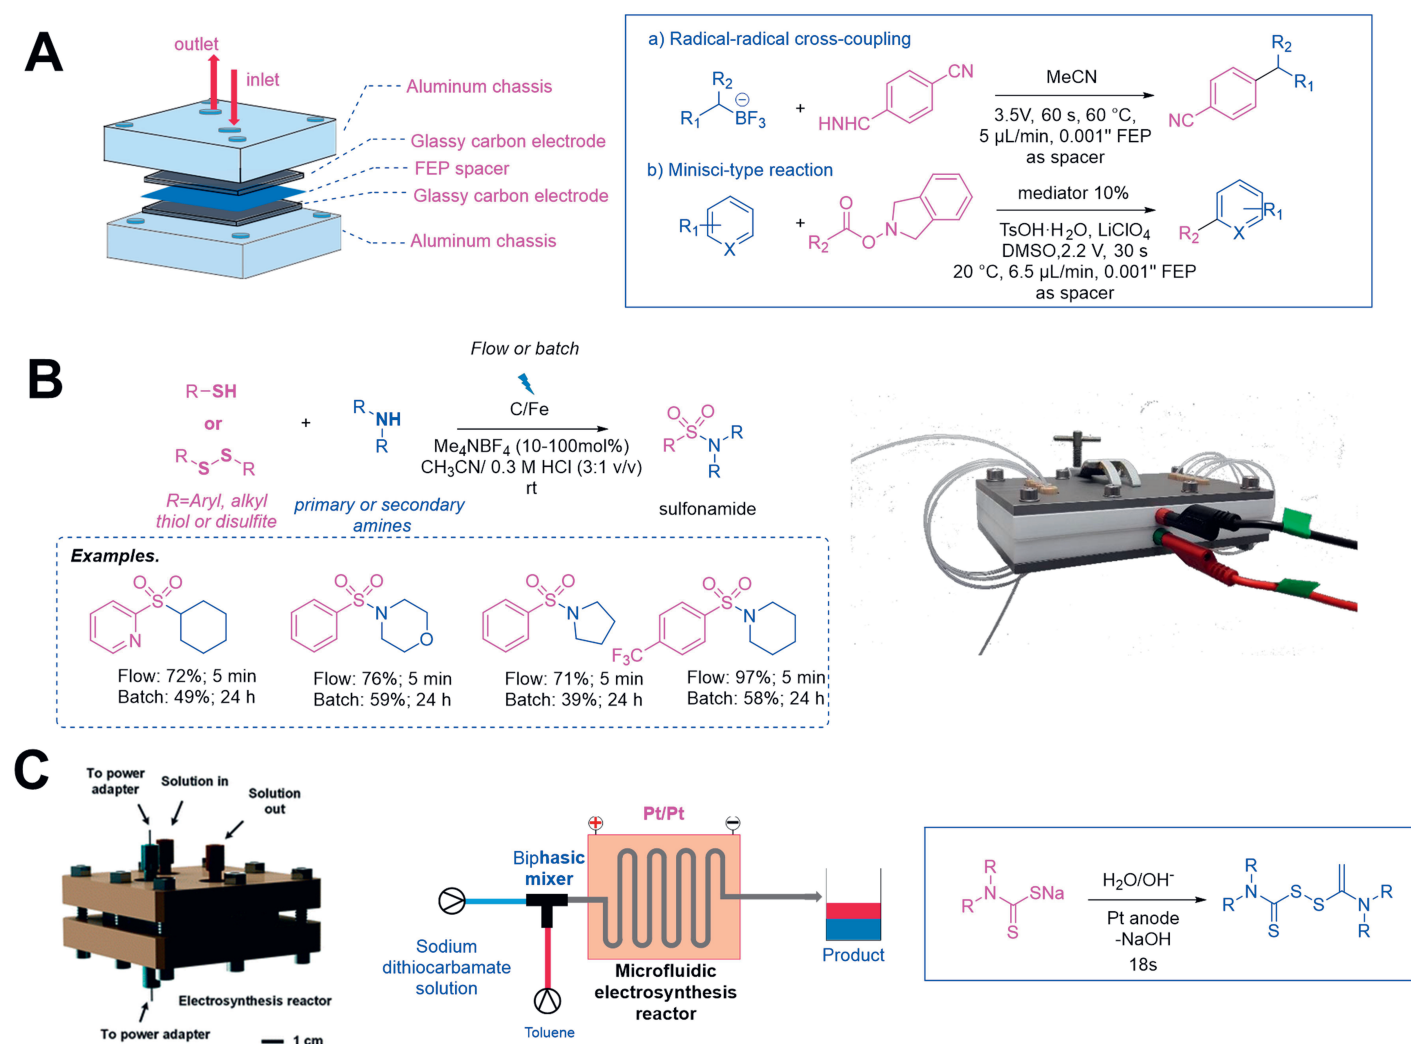 A
outlet
inlet
Aluminum chassis
Glassy carbon electrode
FEP spacer
Glassy carbon electrode
Aluminum chassis
a) Radical-radical cross-coupling
R2
R1
⊖
BF3
+
CN
HNHC
MeCN
3.5V, 60 s, 60 °C,
5 µL/min, 0.001" FEP
as spacer
R2
R1
NC
b) Minisci-type reaction
R1
X
+
O
R2
O
N
mediator 10%
TsOH·H2O, LiClO4
DMSO,2.2 V, 30 s
20 °C, 6.5 µL/min, 0.001" FEP
as spacer
R1
R2
X
B
R-SH
or
R
S
S
R
R=Aryl, alkyl
thiol or disulfite
+
R
NH
R
primary or secondary
amines
Flow or batch
C/Fe
Me4NBF4 (10-100mol%)
CH3CN/ 0.3 M HCl (3:1 v/v)
rt
O
O
S
R
N
R
R
sulfonamide
Examples.
O
O
S
N
Flow: 72%; 5 min
Batch: 49%; 24 h
O
O
S
N
O
Flow: 76%; 5 min
Batch: 59%; 24 h
O
O
S
N
Flow: 71%; 5 min
Batch: 39%; 24 h
O
O
S
N
F3C
Flow: 97%; 5 min
Batch: 58%; 24 h
C
To power
adapter
Solution in
Solution
out
Electrosynthesis reactor
To power adapter
1 cm
Pt/Pt
+
−
Biphasic
mixer
Sodium
dithiocarbamate
solution
Toluene
Microfluidic
electrosynthesis
reactor
Product
R
N
R
SNa
S
H2O/OH-
Pt anode
-NaOH
18s
R
N
R
S
S
S
N
R
R